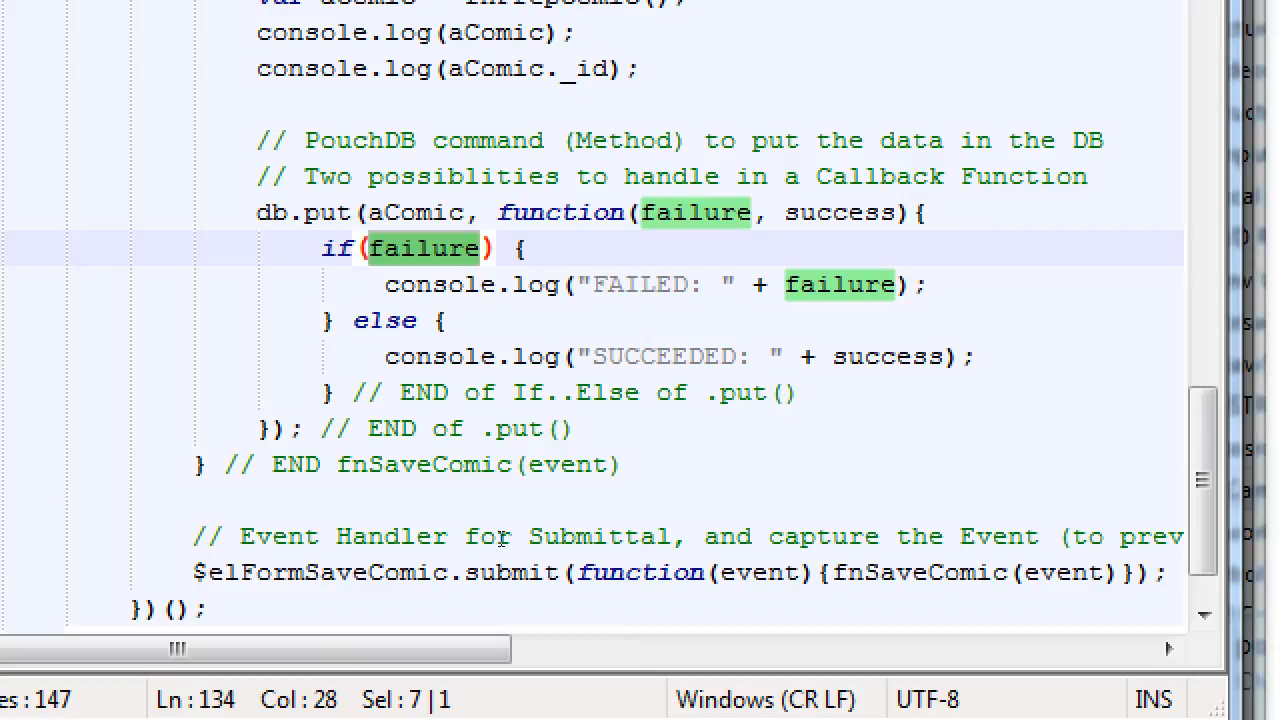 console.log(aComic);
console.log(aComic._id);
// PouchDB command (Method) to put the data in the DB
// Two possiblities to handle in a Callback Function
db.put(aComic, function(failure, success){
if(failure) {
console.log("FAILED: " + failure);
} else {
console.log("SUCCEEDED: " + success);
} // END of If..Else of .put()
}); // END of .put()
} // END fnSaveComic(event)
// Event Handler for Submittal, and capture the Event (to prev
$elFormSaveComic.submit(function(event){fnSaveComic(event)});
})();
es:147 Ln:134 Col:28 Sel:7|1 Windows (CR LF) UTF-8 INS